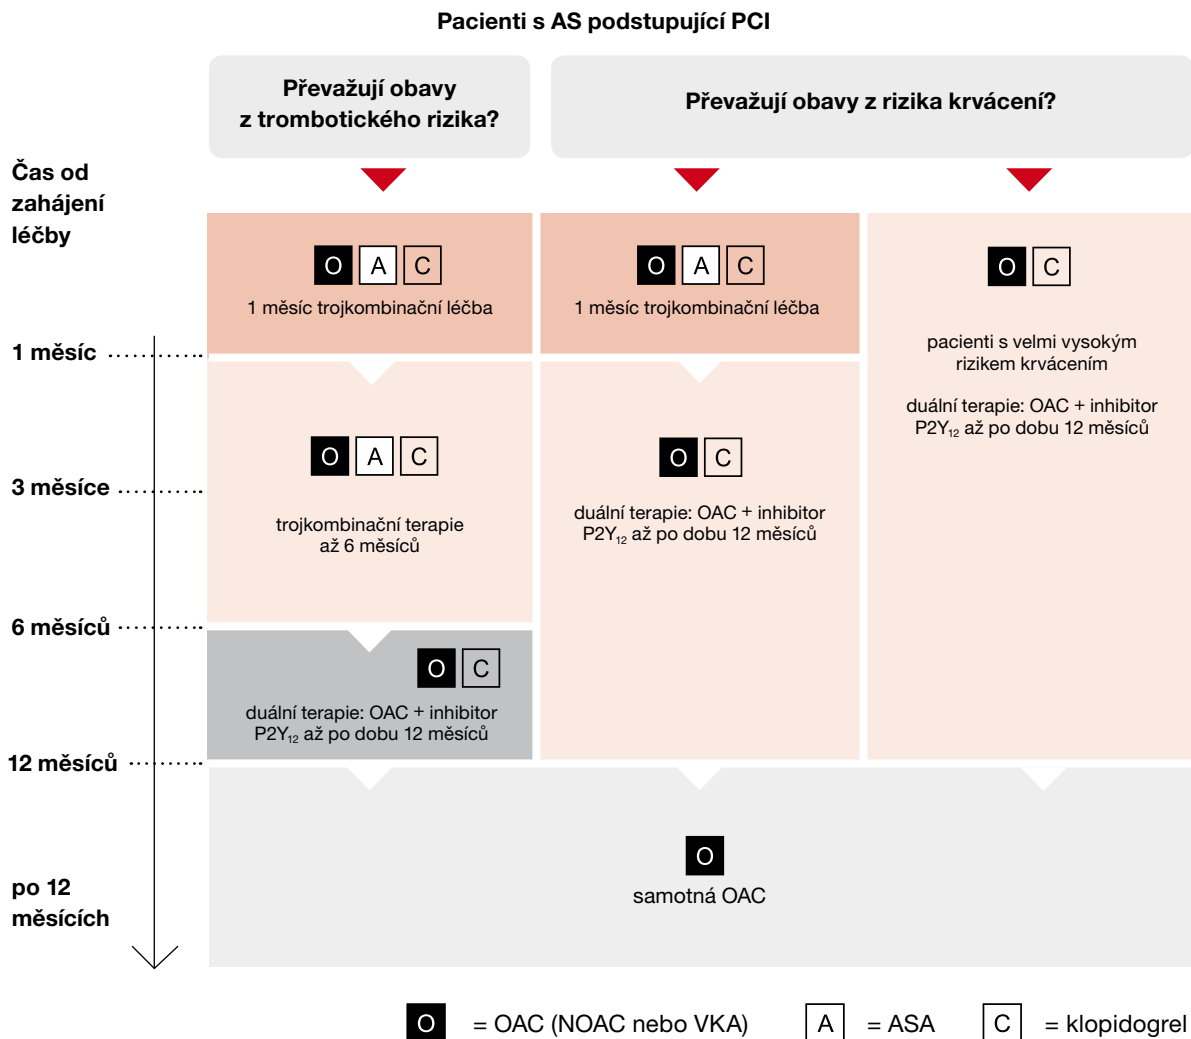 Pacienti s AS podstupující PCI
Převažují obavy
z trombotického rizika?
Převažují obavy z rizika krvácení?
Čas od
zahájení
léčby
O A C
1 měsíc trojkombinační léčba
O A C
1 měsíc trojkombinační léčba
O C
pacienti s velmi vysokým
rizikem krvácením
duální terapie: OAC + inhibitor
P2Y₁₂ až po dobu 12 měsíců
1 měsíc
O A C
trojkombinační terapie
až 6 měsíců
O C
duální terapie: OAC + inhibitor
P2Y₁₂ až po dobu 12 měsíců
3 měsíce
6 měsíců
O C
duální terapie: OAC + inhibitor
P2Y₁₂ až po dobu 12 měsíců
12 měsíců
O
samotná OAC
po 12
měsících
O = OAC (NOAC nebo VKA) A = ASA C = klopidogrel